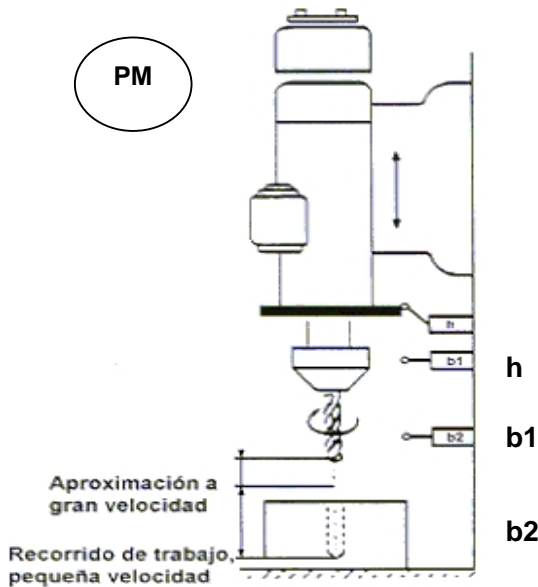 PM
h
b1
h
b2
b1
Aproximación a
gran velocidad
b2
Recorrido de trabajo,
pequeña velocidad